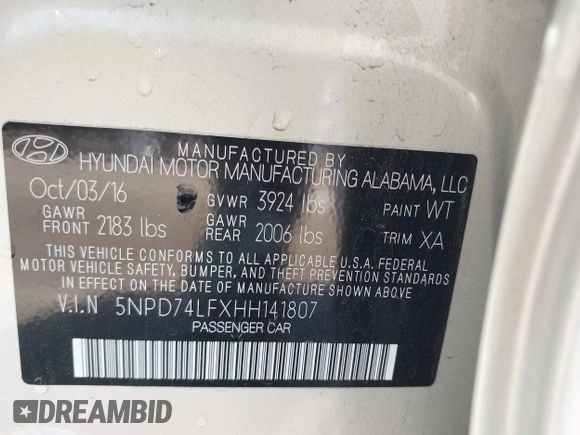 MANUFACTURED BY
HYUNDAI MOTOR MANUFACTURING ALABAMA, LLC
Oct/03/16 GVWR 3924 lbs PAINT WT
GAWR FRONT 2183 lbs GAWR REAR 2006 lbs TRIM XA
THIS VEHICLE CONFORMS TO ALL APPLICABLE U.S.A. FEDERAL
MOTOR VEHICLE SAFETY, BUMPER, AND THEFT PREVENTION STANDARDS
IN EFFECT ON THE DATE OF MANUFACTURE SHOWN ABOVE.
V.I.N 5NPD74LFXHH141807
PASSENGER CAR
DREAMBID